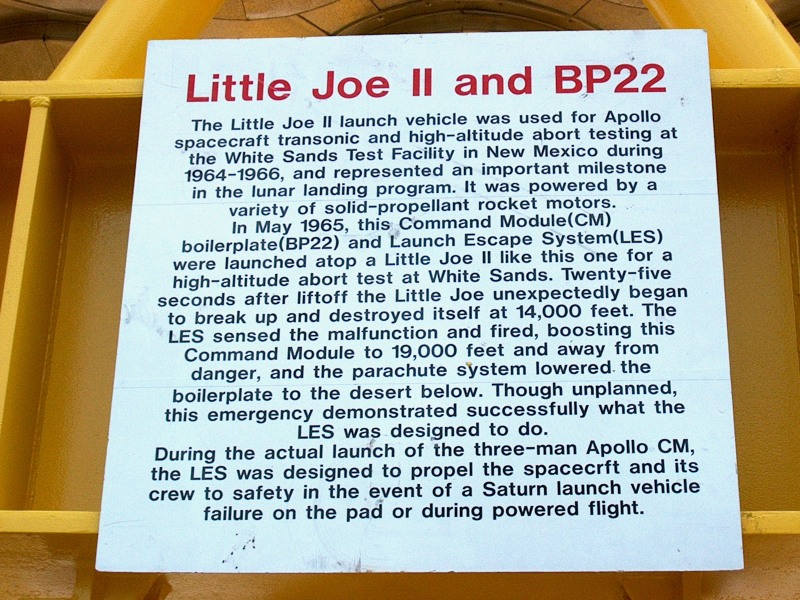 Little Joe II and BP22
The Little Joe II launch vehicle was used for Apollo
spacecraft transonic and high-altitude abort testing at
the White Sands Test Facility in New Mexico during
1964-1966, and represented an important milestone
in the lunar landing program. It was powered by a
variety of solid-propellant rocket motors.
In May 1965, this Command Module(CM)
boilerplate(BP22) and Launch Escape System(LES)
were launched atop a Little Joe II like this one for a
high-altitude abort test at White Sands. Twenty-five
seconds after liftoff the Little Joe unexpectedly began
to break up and destroyed itself at 14,000 feet. The
LES sensed the malfunction and fired, boosting this
Command Module to 19,000 feet and away from
danger, and the parachute system lowered the
boilerplate to the desert below. Though unplanned,
this emergency demonstrated successfully what the
LES was designed to do.
During the actual launch of the three-man Apollo CM,
the LES was designed to propel the spacecrft and its
crew to safety in the event of a Saturn launch vehicle
failure on the pad or during powered flight.